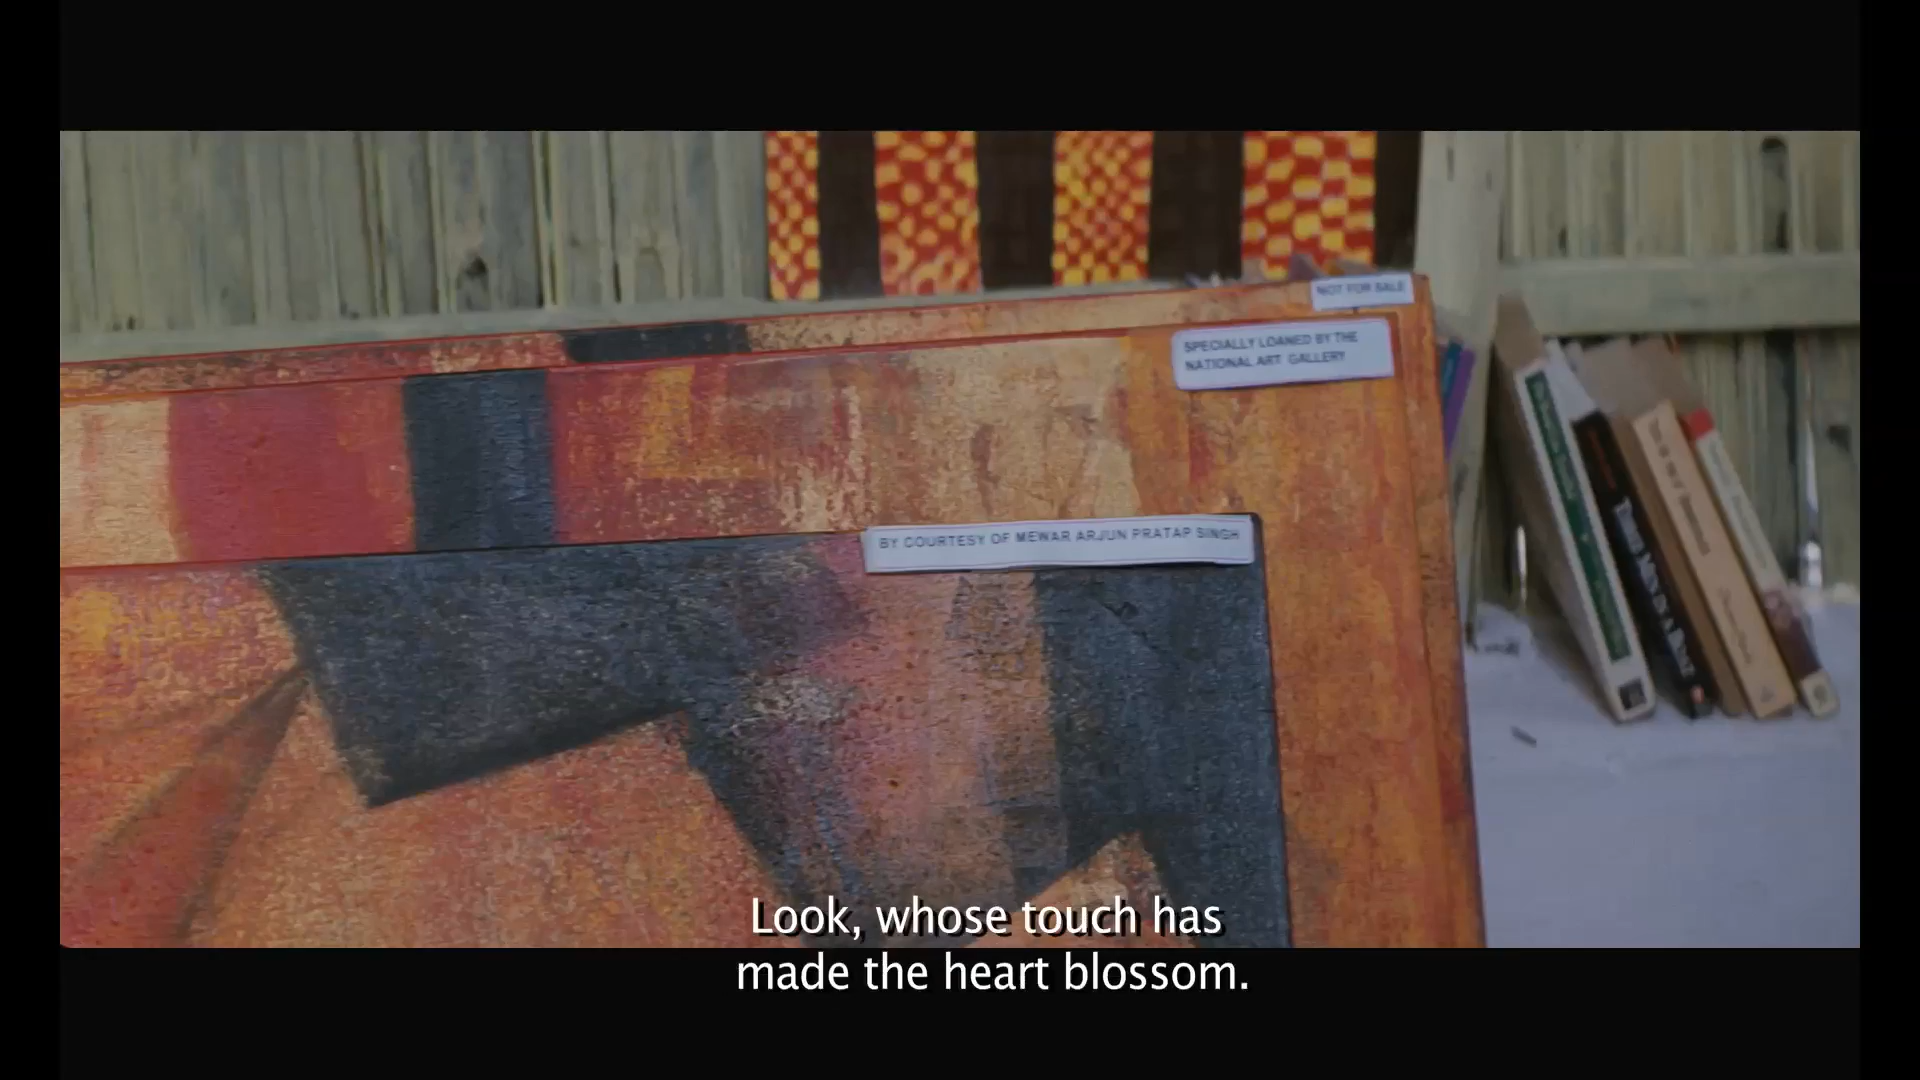 NOT FOR SALE
SPECIALLY LOANED BY THE
NATIONAL ART GALLERY
BY COURTESY OF MEWAR ARJUN PRATAP SINGH
Look, whose touch has
made the heart blossom.